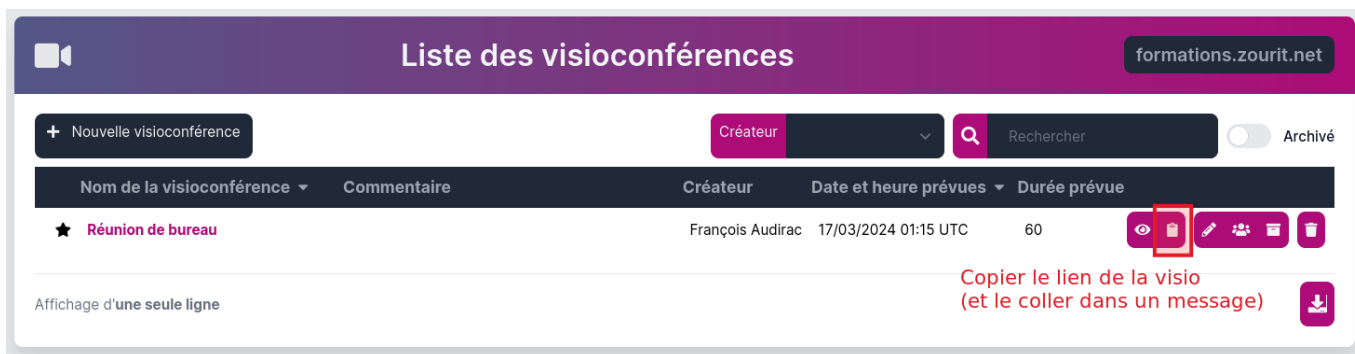 Liste des visioconférences
formations.zourit.net
+ Nouvelle visioconférence
Créateur
Rechercher
Archivé
Nom de la visioconférence
Commentaire
Créateur
Date et heure prévues
Durée prévue
Réunion de bureau
François Audirac
17/03/2024 01:15 UTC
60
Copier le lien de la visio
(et le coller dans un message)
Affichage d'une seule ligne